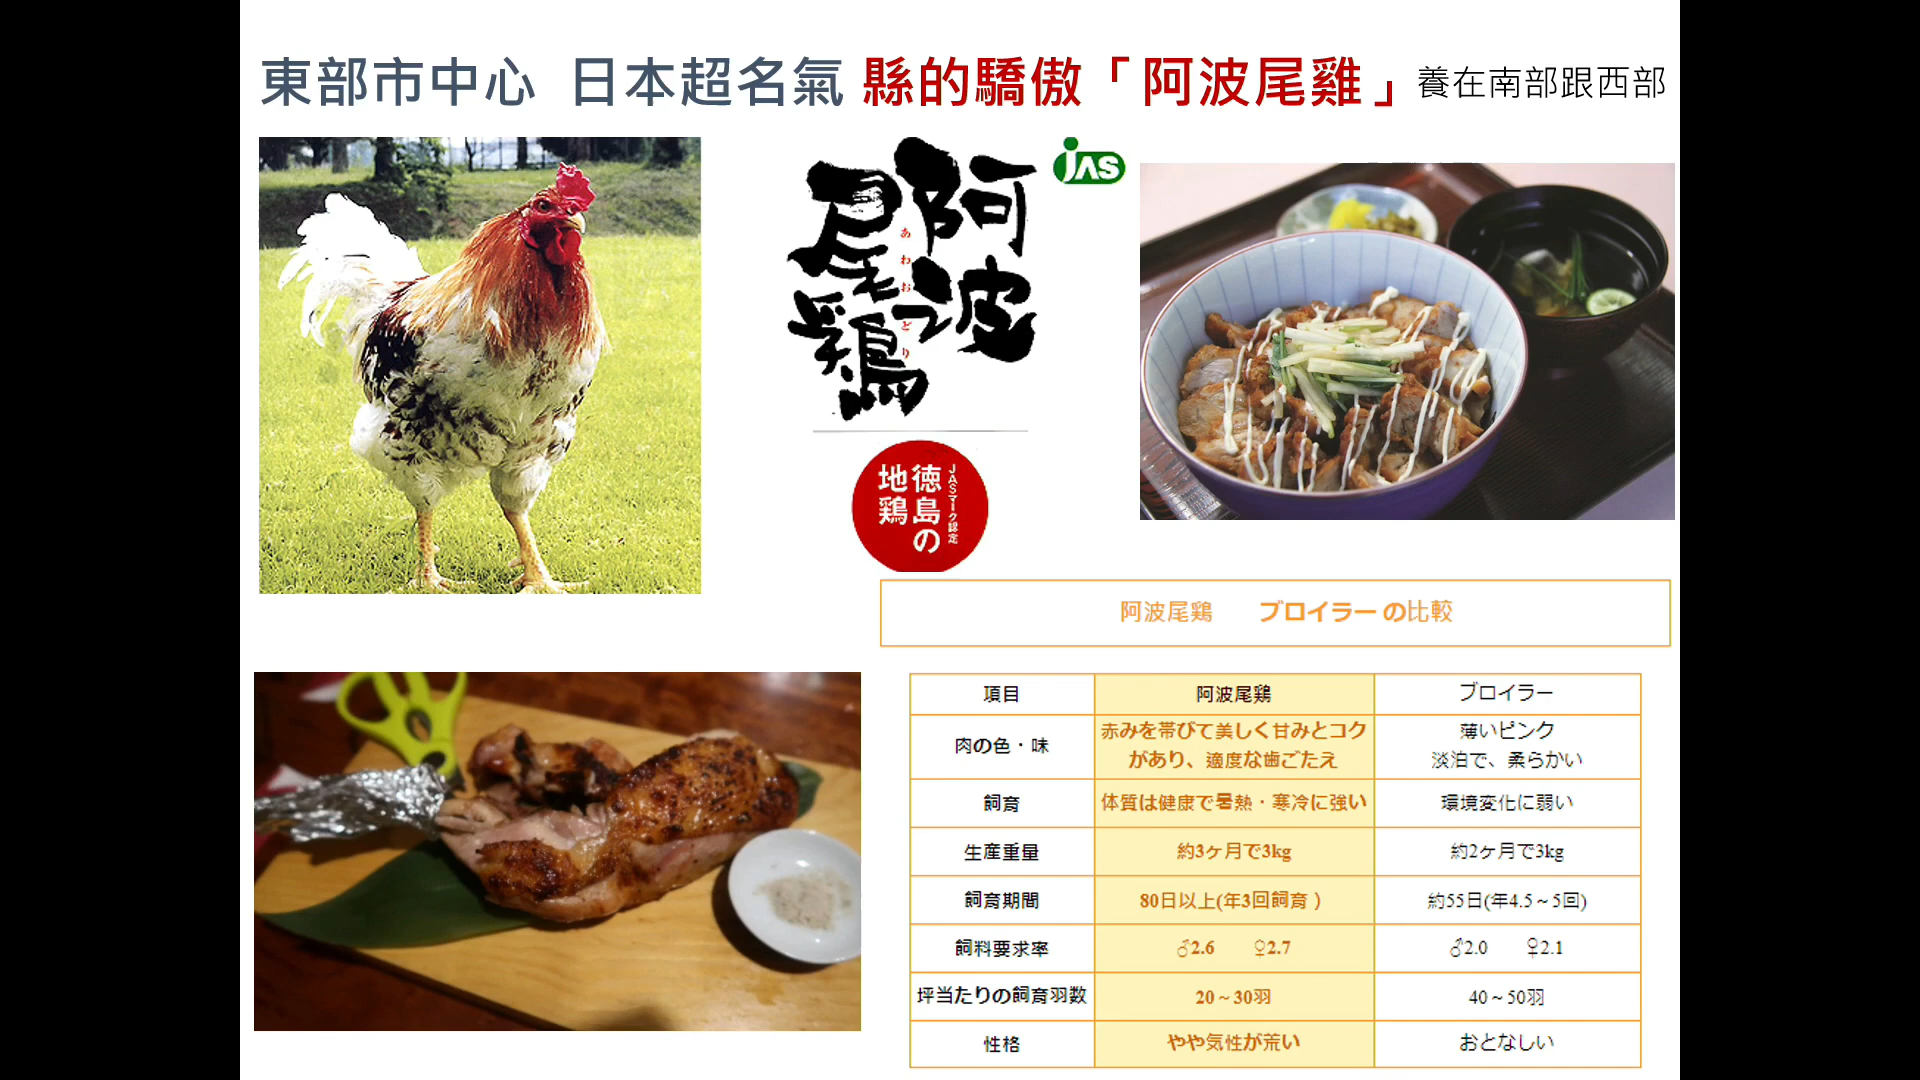 東部市中心 日本超名氣 縣的驕傲「阿波尾雞」養在南部跟西部
阿波
尾鶏
あわおどり
JAS
JASマーク認定
徳島の
地鶏
阿波尾鶏 ブロイラーの比較
項目 阿波尾鶏 ブロイラー
肉の色・味 赤みを帯びて美しく甘みとコク 薄いピンク
があり、適度な歯ごたえ 淡泊で、柔らかい
飼育 体質は健康で暑熱・寒冷に強い 環境変化に弱い
生産重量 約3ヶ月で3kg 約2ヶ月で3kg
飼育期間 80日以上(年3回飼育) 約55日(年4.5～5回)
飼料要求率 ♂2.6 ♀2.7 ♂2.0 ♀2.1
坪当たりの飼育羽数 20～30羽 40～50羽
性格 やや気性が荒い おとなしい